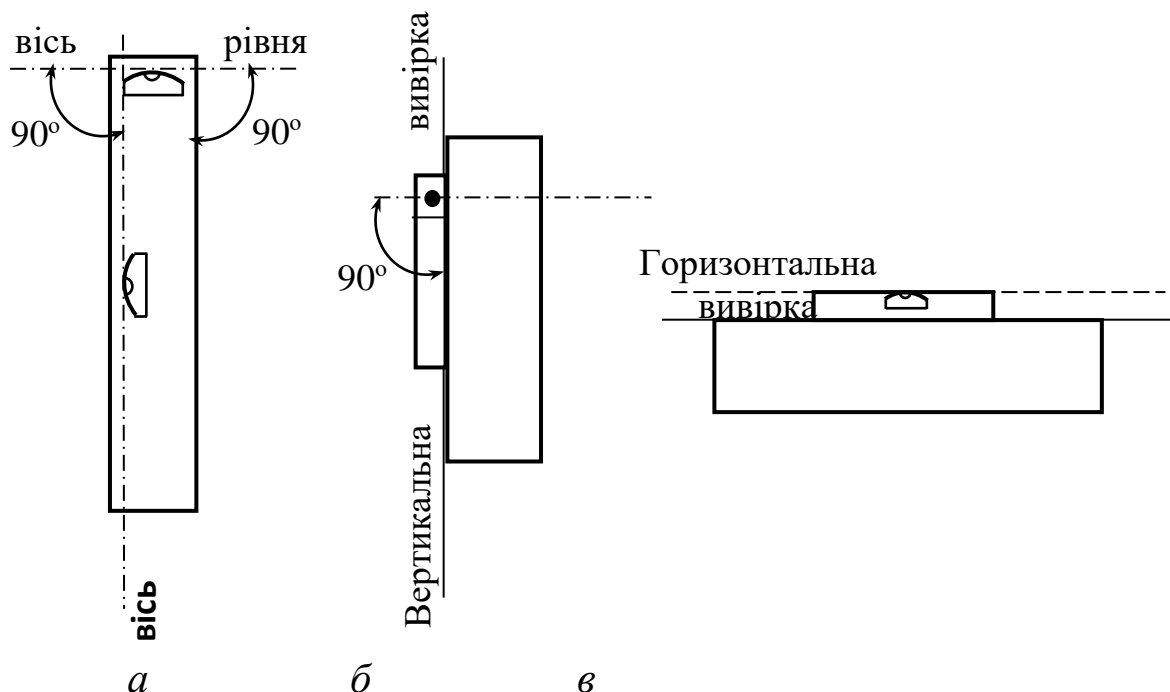 вісь рівня
90º 90º
вісь
вивірка
90º
Вертикальна
Горизонтальна
вивірка
а б в